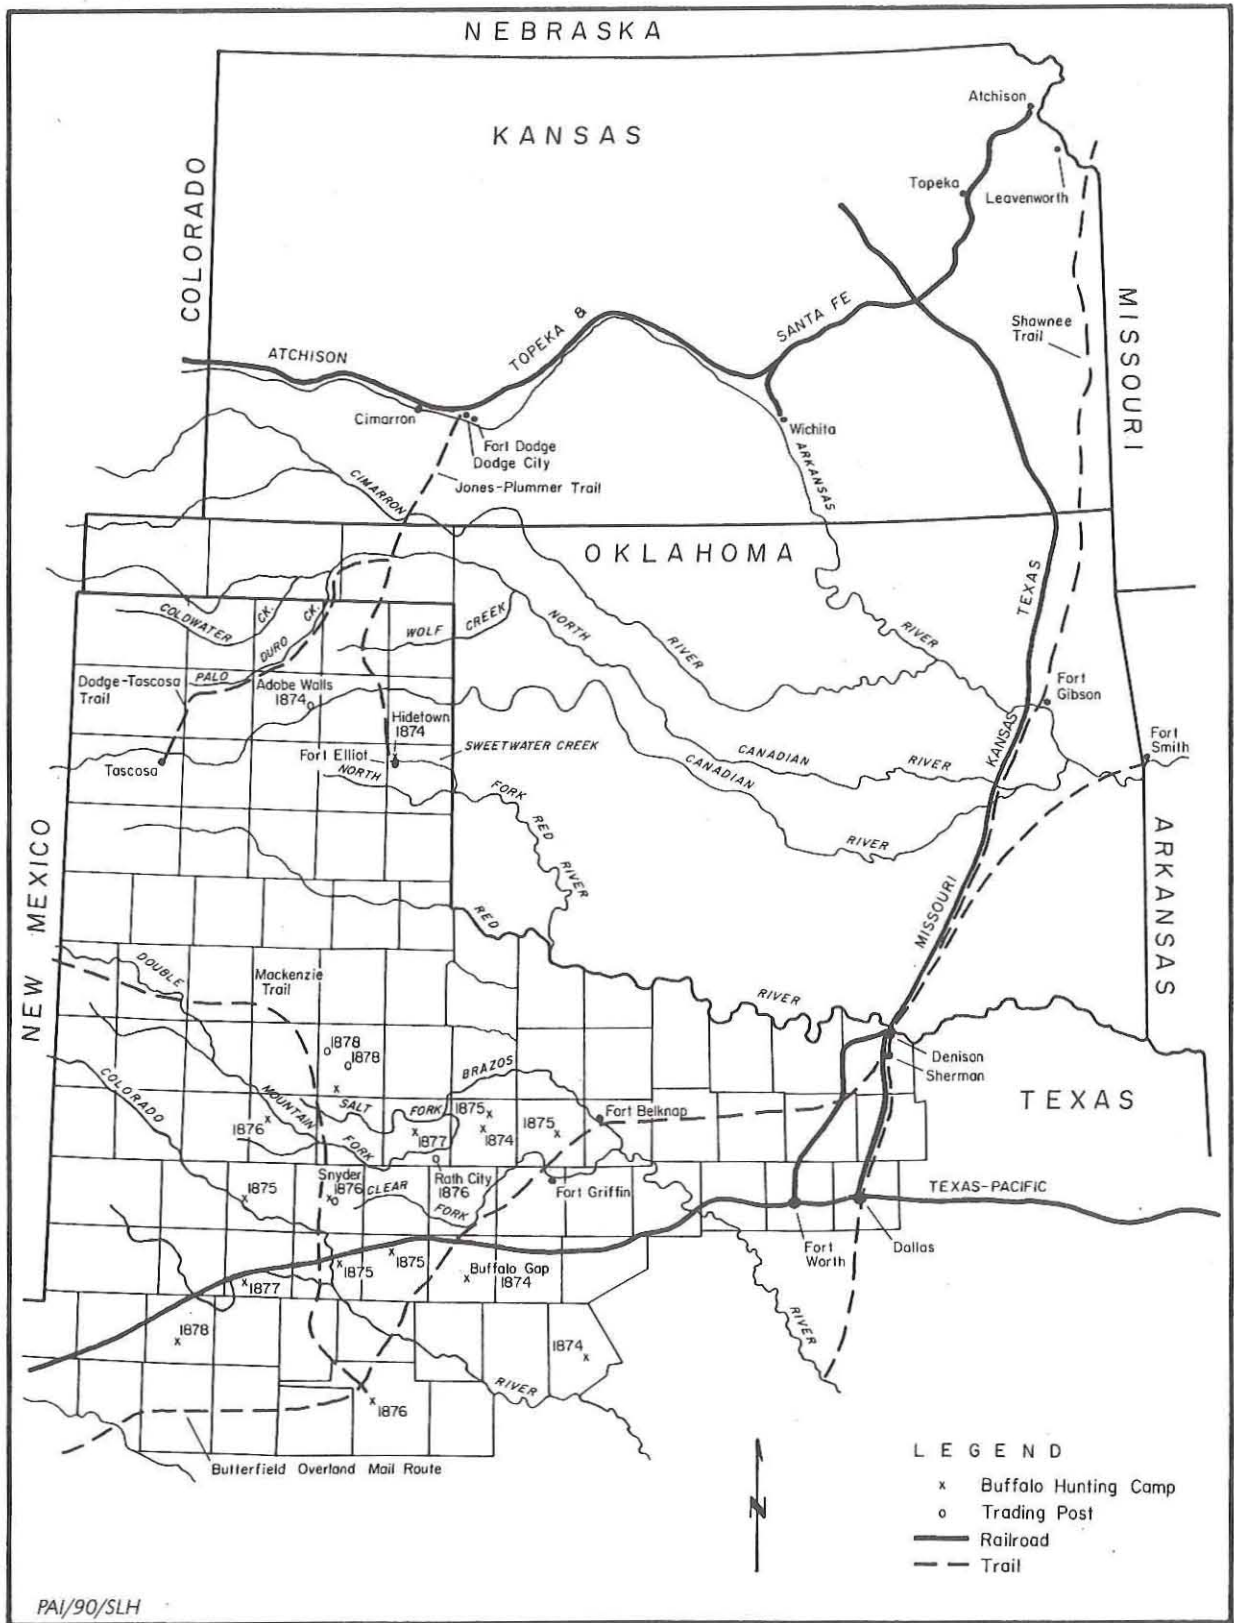 NEBRASKA
KANSAS
COLORADO
MISSOURI
Atchison
Topeka
Leavenworth
Shawnee
Trail
SANTA FE
TOPEKA &
ATCHISON
Cimarron
Fort Dodge
Dodge City
Jones-Plummer Trail
Wichita
ARKANSAS
RIVER
CIMARRON
RIVER
OKLAHOMA
TEXAS
KANSAS
MISSOURI
COLDWATER
CK.
PALO
DURO
CK.
WOLF CREEK
NORTH
CANADIAN
RIVER
CANADIAN
RIVER
Dodge-Tascosa
Trail
Adobe Walls
1874
Hidetown
1874
Fort Elliot
SWEETWATER CREEK
Tascosa
NORTH
FORK
RED
RIVER
Fort
Gibson
Fort
Smith
NEW MEXICO
ARKANSAS
RED
RIVER
DOUBLE
MOUNTAIN
FORK
Mackenzie
Trail
1878
1878
COLORADO
RIVER
SALT
FORK
BRAZOS
RIVER
1876
1877
1875
1874
1875
Fort Belknap
Denison
Sherman
TEXAS
1875
Snyder
1876
CLEAR
FORK
Rath City
1876
Fort Griffin
TEXAS-PACIFIC
Fort
Worth
Dallas
1877
1875
1875
Buffalo Gap
1874
1878
1874
1876
Butterfield Overland Mail Route
N
LEGEND
x Buffalo Hunting Camp
o Trading Post
Railroad
Trail
PAI/90/SLH